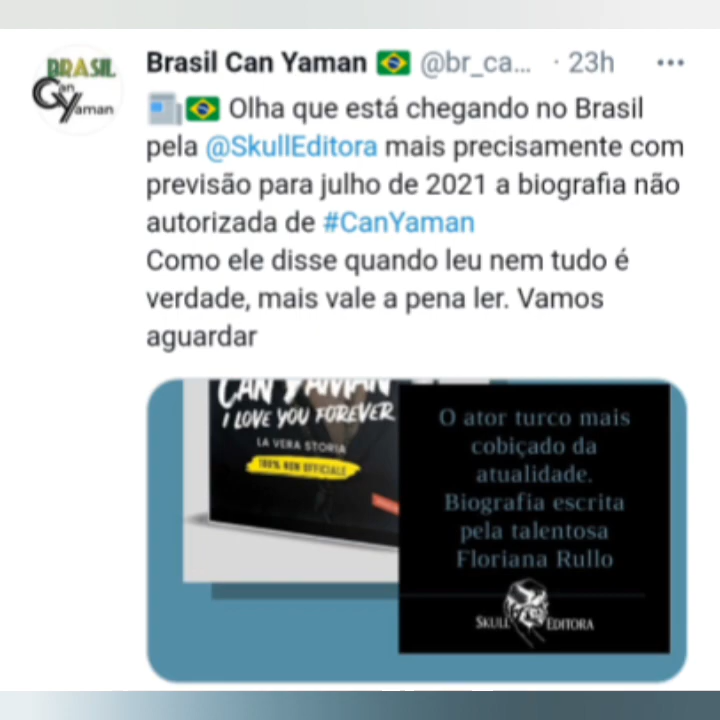 BRASIL
Can
Yaman
Brasil Can Yaman 🇧🇷 @br_ca... · 23h
📰🇧🇷 Olha que está chegando no Brasil
pela @SkullEditora mais precisamente com
previsão para julho de 2021 a biografia não
autorizada de #CanYaman
Como ele disse quando leu nem tudo é
verdade, mais vale a pena ler. Vamos
aguardar
CAN YAMAN
I LOVE YOU FOREVER
LA VERA STORIA
100% NON UFFICIALE
O ator turco mais
cobiçado da
atualidade.
Biografia escrita
pela talentosa
Floriana Rullo
SKULL EDITORA